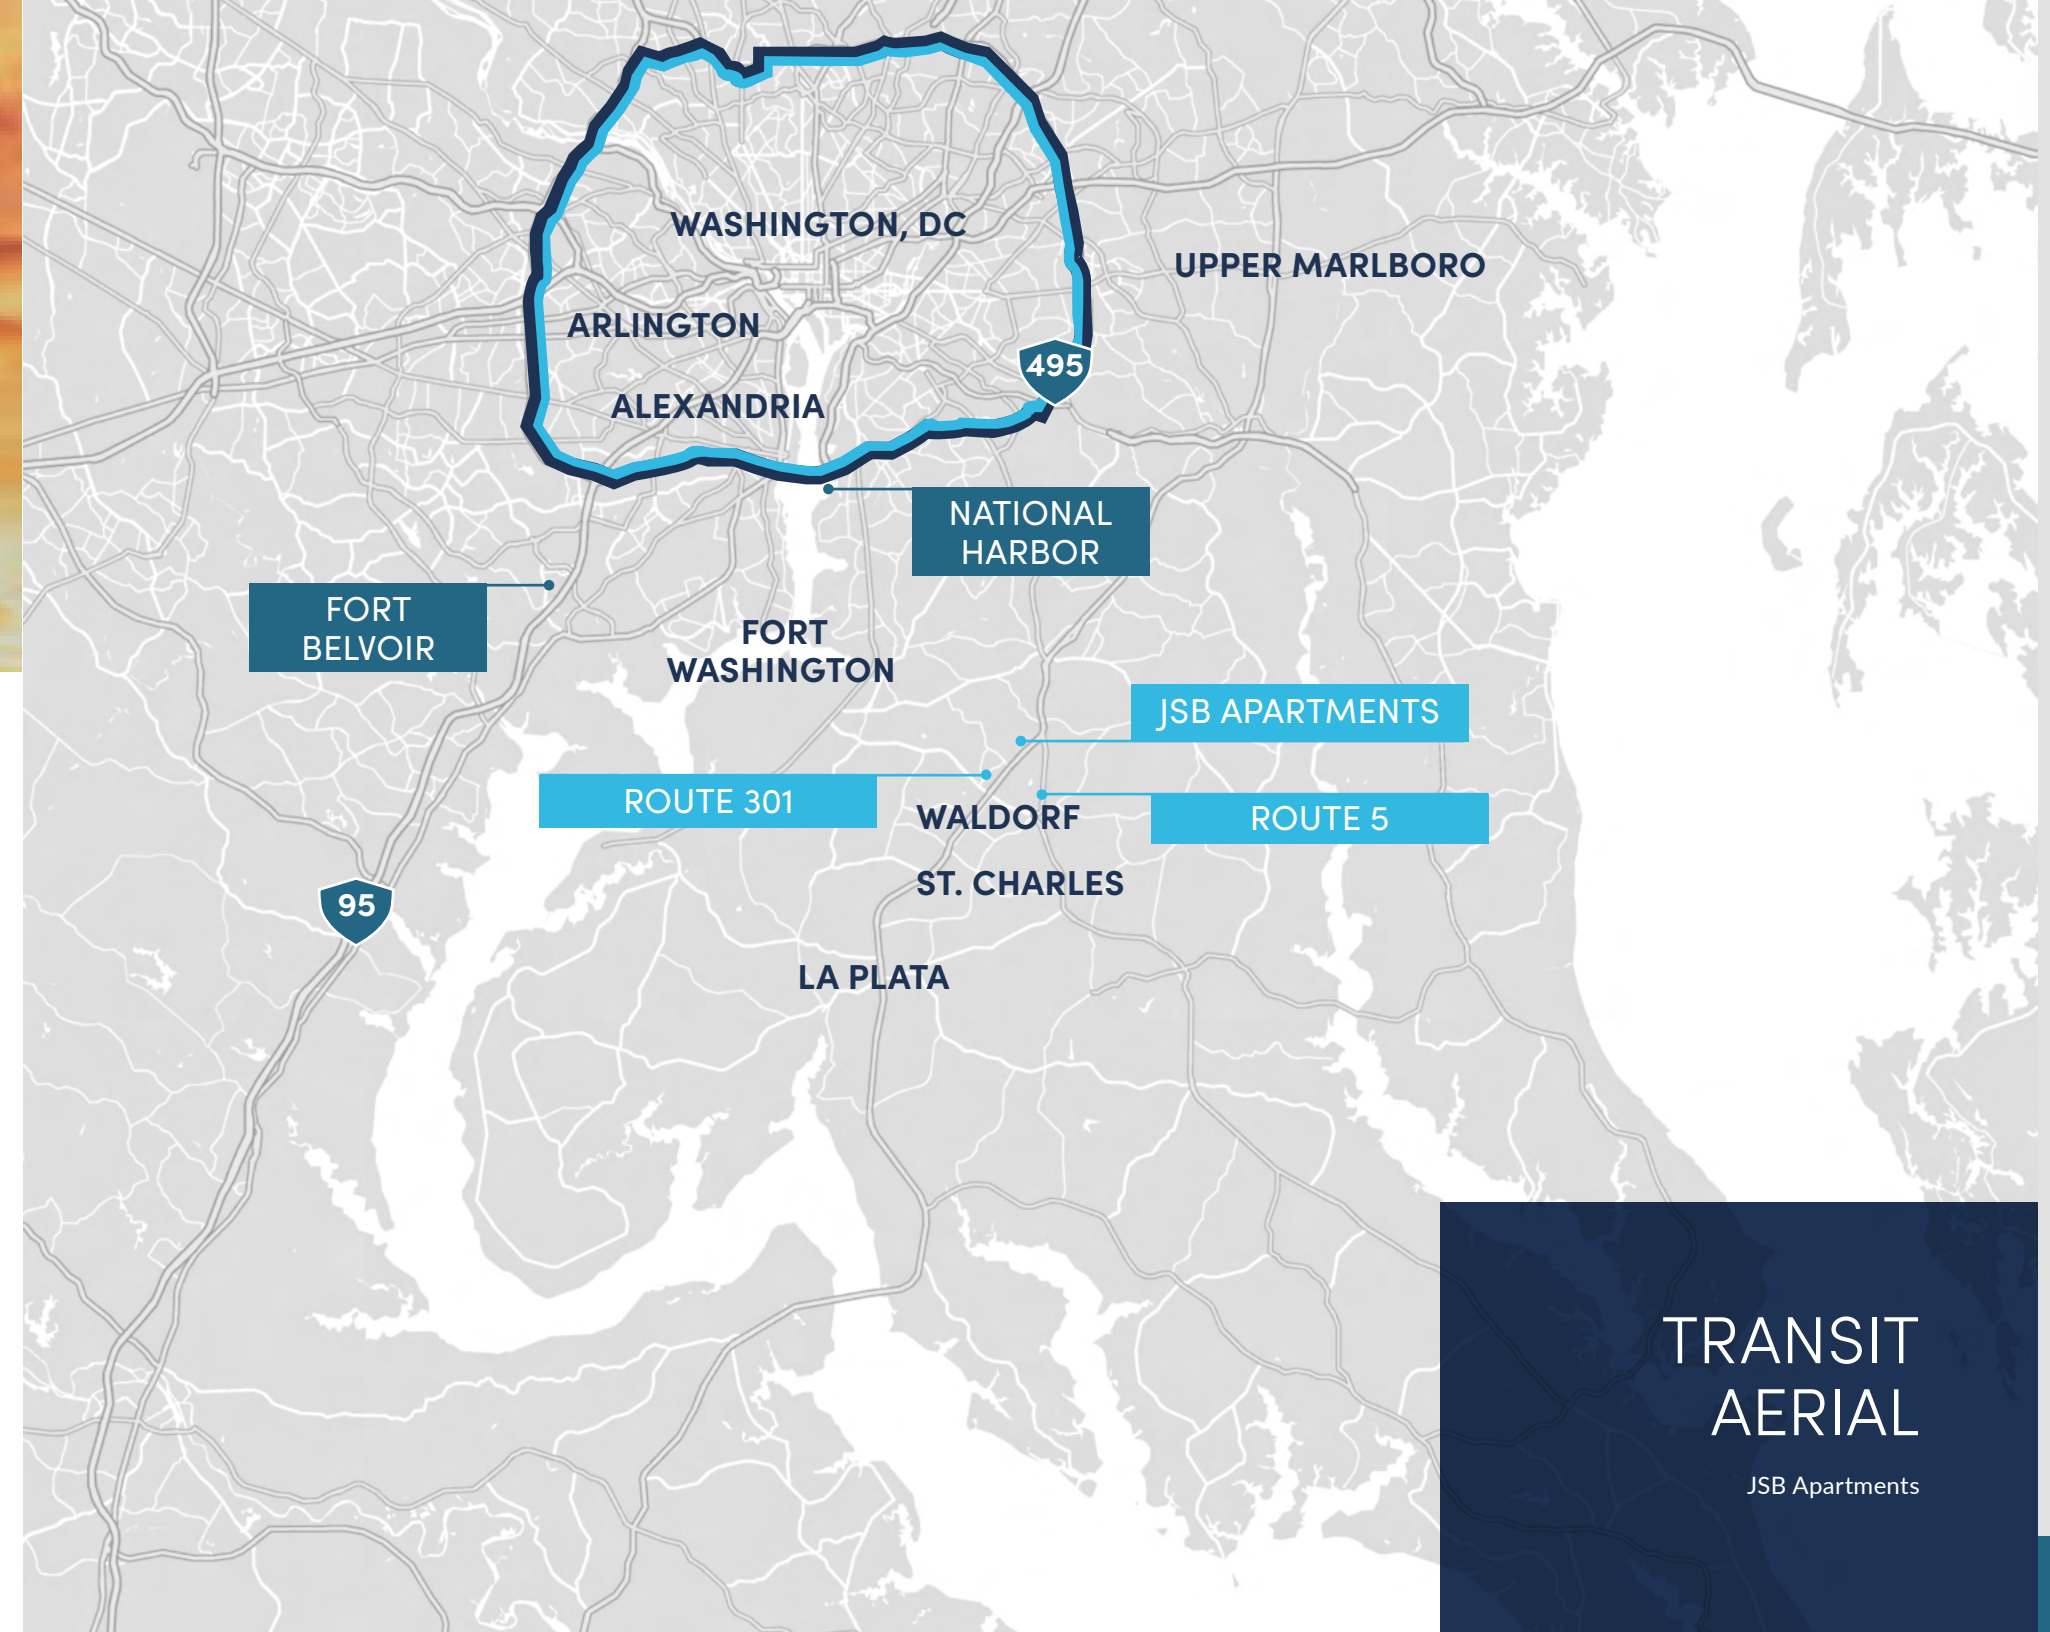 WASHINGTON, DC
UPPER MARLBORO
ARLINGTON
495
ALEXANDRIA
NATIONAL
HARBOR
FORT
BELVOIR
FORT
WASHINGTON
JSB APARTMENTS
ROUTE 301
WALDORF
ROUTE 5
ST. CHARLES
95
LA PLATA
TRANSIT
AERIAL
JSB Apartments